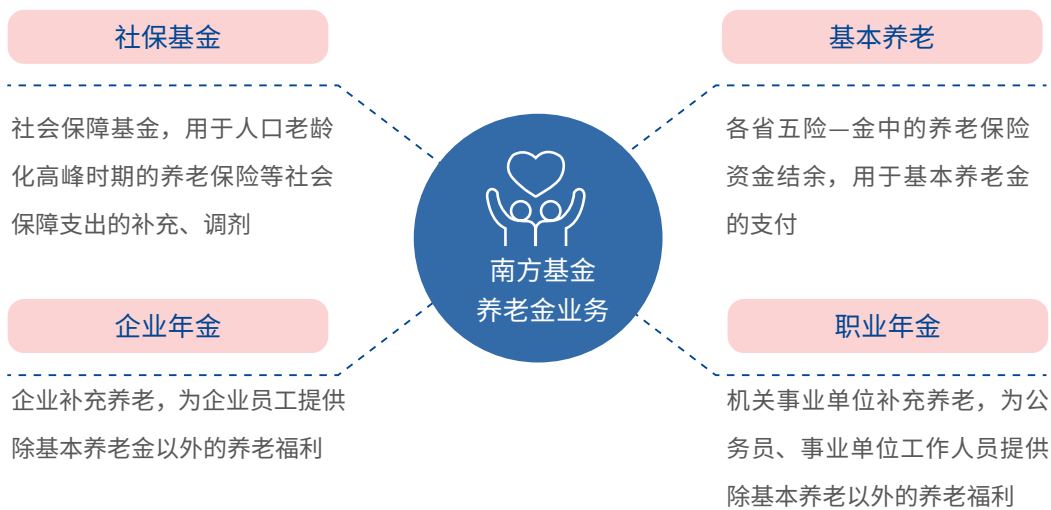 社保基金
社会保障基金，用于人口老龄
化高峰时期的养老保险等社会
保障支出的补充、调剂
基本养老
各省五险—金中的养老保险
资金结余，用于基本养老金
的支付
南方基金
养老金业务
企业年金
企业补充养老，为企业员工提供
除基本养老金以外的养老福利
职业年金
机关事业单位补充养老，为公
务员、事业单位工作人员提供
除基本养老以外的养老福利